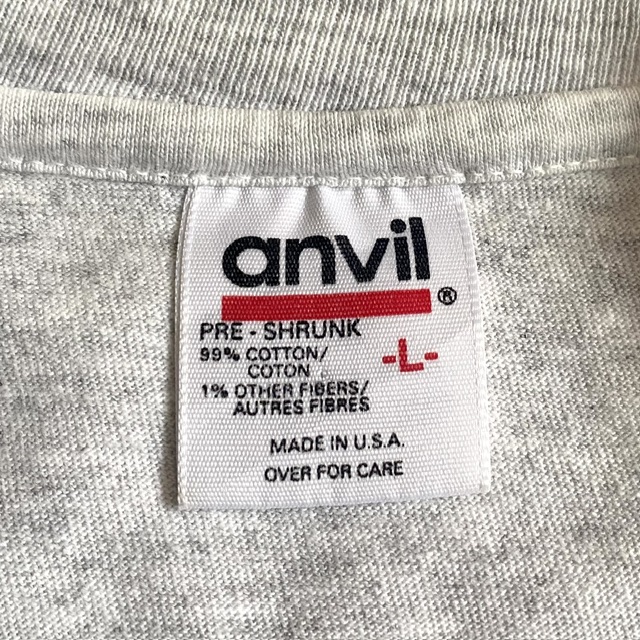 anvil®
PRE - SHRUNK
-L-
99% COTTON/
COTON
1% OTHER FIBERS/
AUTRES FIBRES
MADE IN U.S.A.
OVER FOR CARE